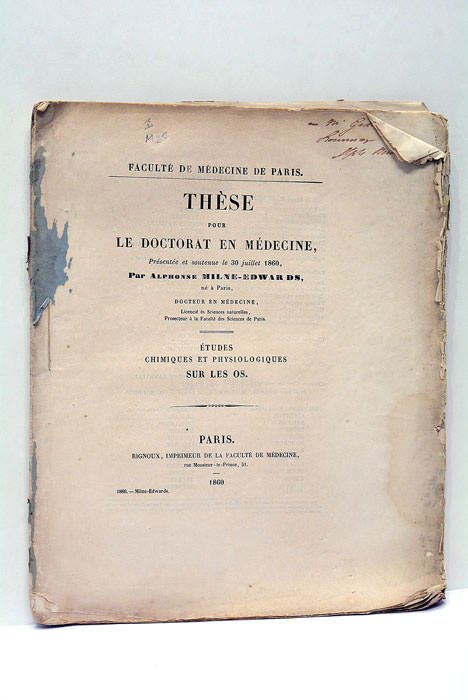 FACULTÉ DE MÉDECINE DE PARIS.
THÈSE
POUR
LE DOCTORAT EN MÉDECINE,
Présentée et soutenue le 30 juillet 1860,
Par ALPHONSE MILNE-EDWARDS,
né à Paris,
DOCTEUR EN MÉDECINE,
Licencié ès Sciences naturelles,
Prosecteur à la Faculté des Sciences de Paris.
ÉTUDES
CHIMIQUES ET PHYSIOLOGIQUES
SUR LES OS.
PARIS.
RIGNOUX, IMPRIMEUR DE LA FACULTÉ DE MÉDECINE,
rue Monsieur-le-Prince, 31.
1860
1860. — Milne-Edwards.